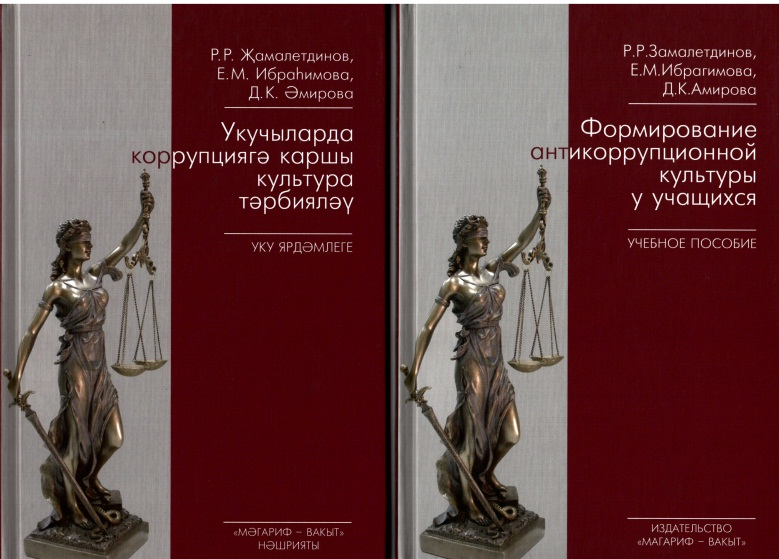 Р.Р. Җамалетдинов,
Е.М. Ибраһимова,
Д.К. Әмирова
Укучыларда
коррупциягә каршы
культура
тәрбияләү
УКУ ЯРДӘМЛЕГЕ
«МӘГАРИФ – ВАКЫТ»
НӘШРИЯТЫ
Р.Р.Замалетдинов,
Е.М.Ибрагимова,
Д.К.Амирова
Формирование
антикоррупционной
культуры
у учащихся
УЧЕБНОЕ ПОСОБИЕ
ИЗДАТЕЛЬСТВО
«МАГАРИФ – ВАКЫТ»